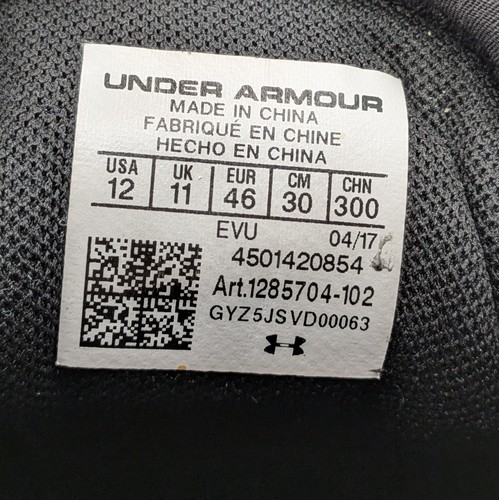 UNDER ARMOUR
MADE IN CHINA
FABRIQUÉ EN CHINE
HECHO EN CHINA
USA UK EUR CM CHN
12 11 46 30 300
EVU 04/17
4501420854
Art.1285704-102
GYZ5JSVD00063